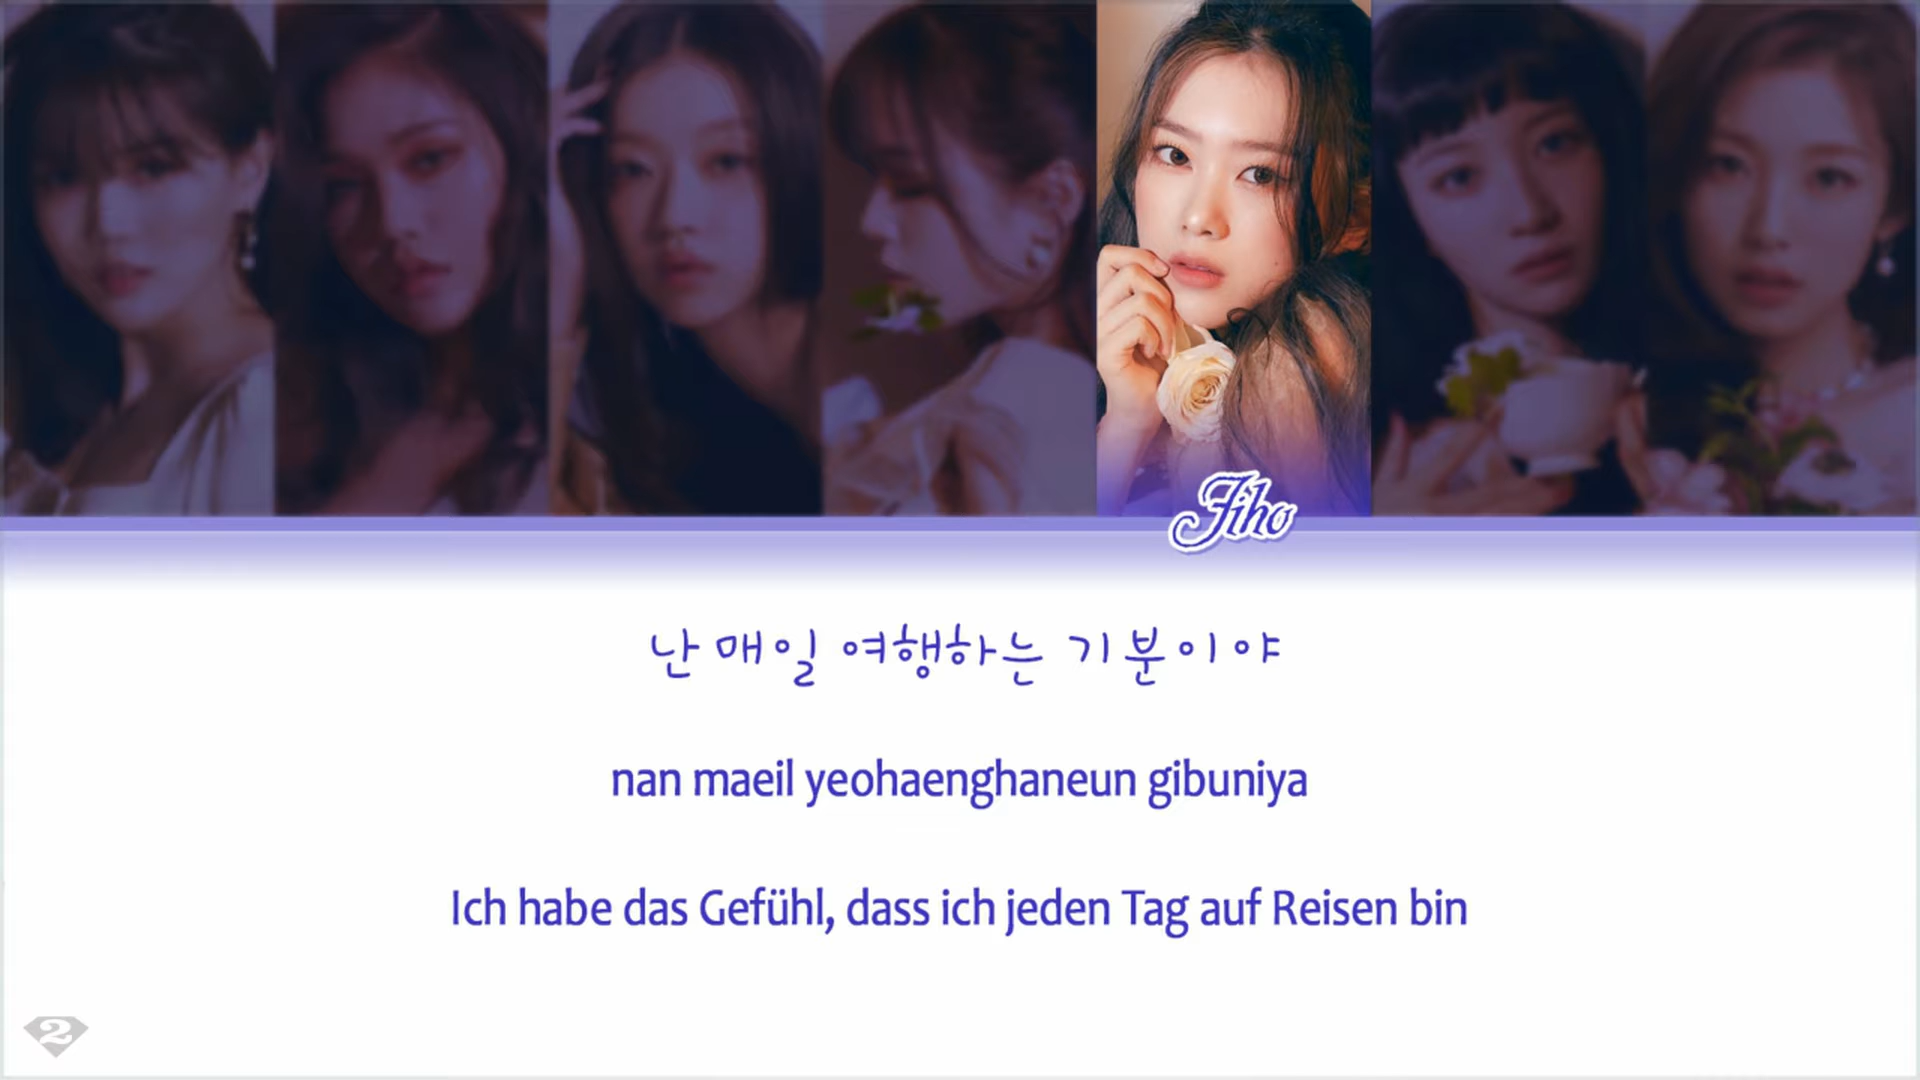 Jiho
난 매일 여행하는 기분이야
nan maeil yeohaenghaneun gibuniya
Ich habe das Gefühl, dass ich jeden Tag auf Reisen bin
2